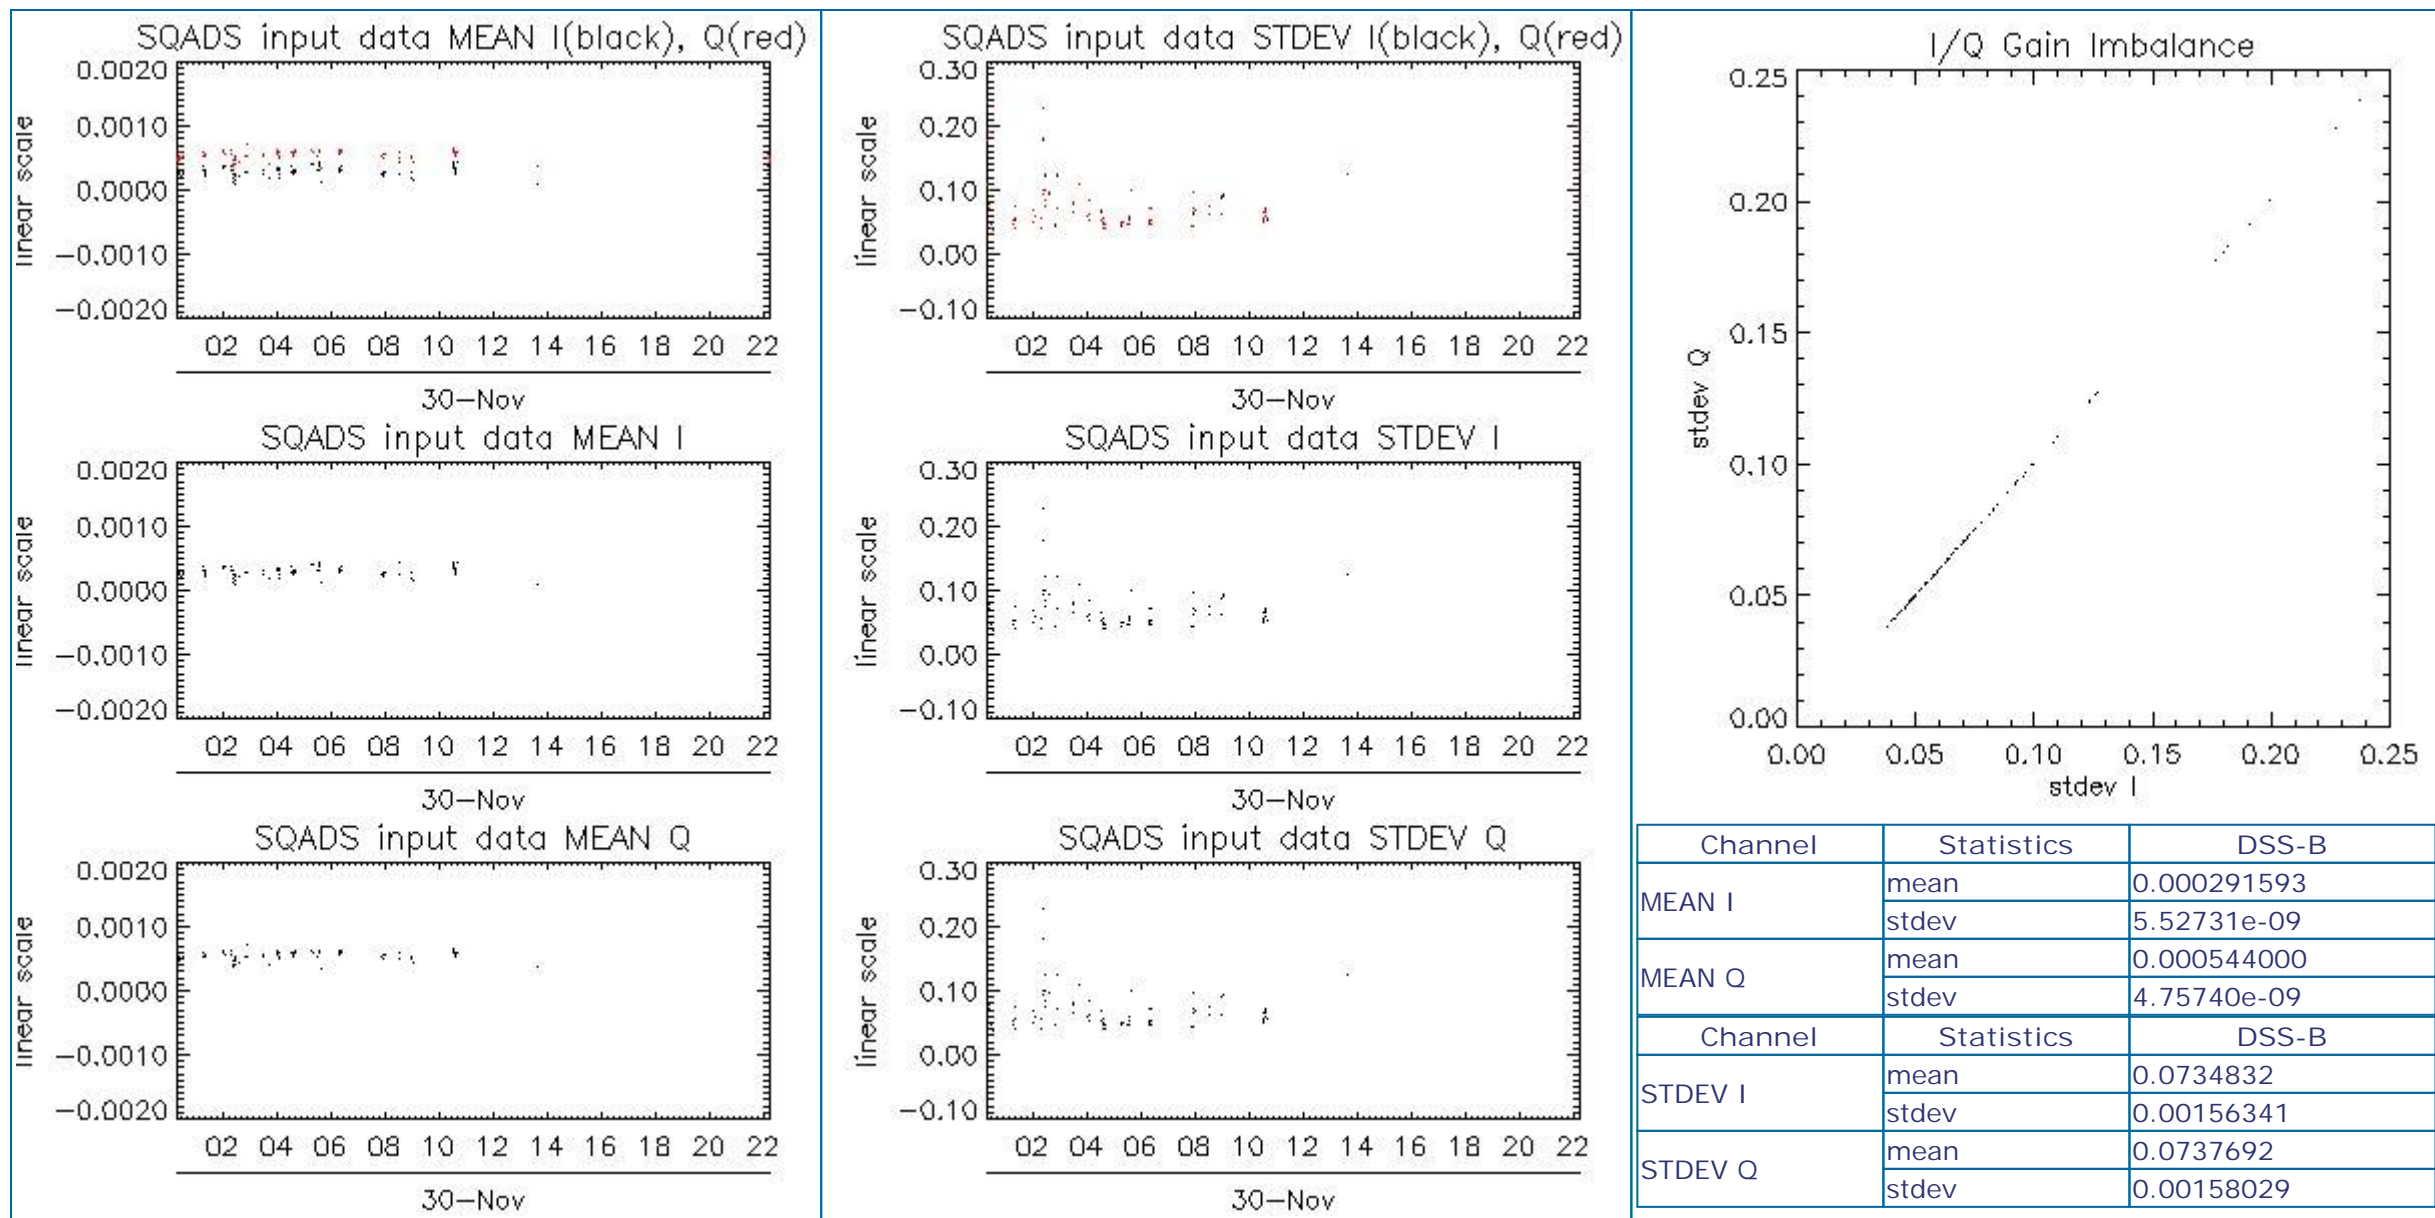 SQADS input data MEAN I(black), Q(red)
0.0020
0.0010
0.0000
-0.0010
-0.0020
linear scale
02 04 06 08 10 12 14 16 18 20 22
30-Nov
SQADS input data MEAN I
0.0020
0.0010
0.0000
-0.0010
-0.0020
linear scale
02 04 06 08 10 12 14 16 18 20 22
30-Nov
SQADS input data MEAN Q
0.0020
0.0010
0.0000
-0.0010
-0.0020
linear scale
02 04 06 08 10 12 14 16 18 20 22
30-Nov
SQADS input data STDEV I(black), Q(red)
0.30
0.20
0.10
0.00
-0.10
linear scale
02 04 06 08 10 12 14 16 18 20 22
30-Nov
SQADS input data STDEV I
0.30
0.20
0.10
0.00
-0.10
linear scale
02 04 06 08 10 12 14 16 18 20 22
30-Nov
SQADS input data STDEV Q
0.30
0.20
0.10
0.00
-0.10
linear scale
02 04 06 08 10 12 14 16 18 20 22
30-Nov
I/Q Gain Imbalance
0.25
0.20
0.15
0.10
0.05
0.00
stdev Q
0.00 0.05 0.10 0.15 0.20 0.25
stdev I
Channel Statistics DSS-B
MEAN I
mean 0.000291593
stdev 5.52731e-09
MEAN Q
mean 0.000544000
stdev 4.75740e-09
Channel Statistics DSS-B
STDEV I
mean 0.0734832
stdev 0.00156341
STDEV Q
mean 0.0737692
stdev 0.00158029